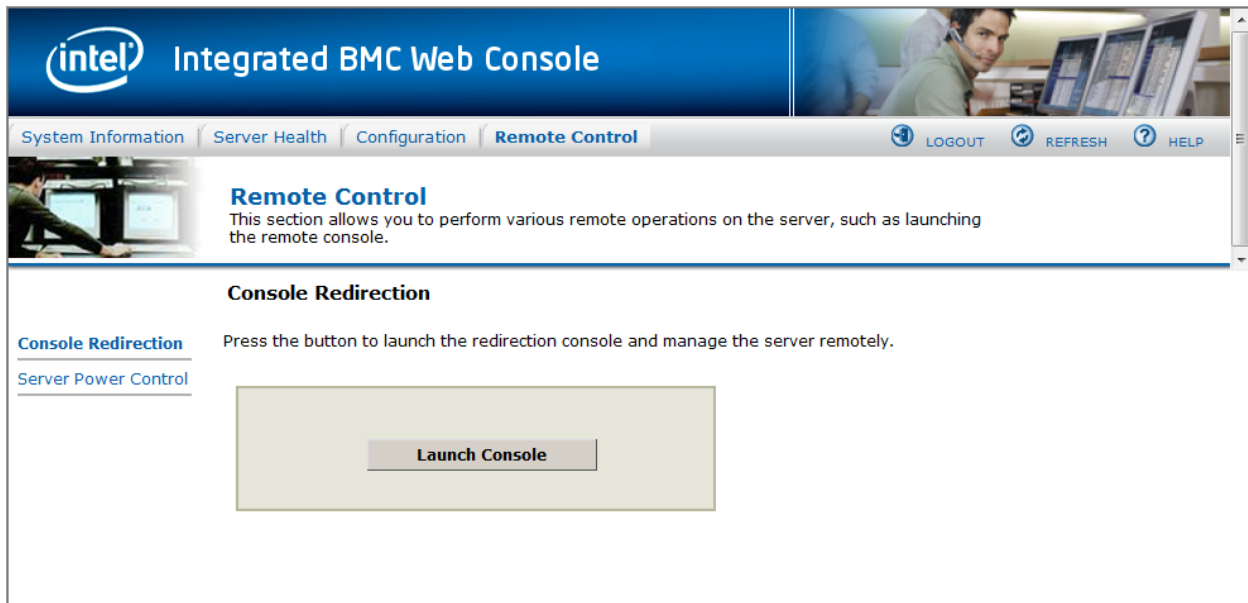 intel Integrated BMC Web Console
System Information Server Health Configuration Remote Control LOGOUT REFRESH ? HELP
Remote Control
This section allows you to perform various remote operations on the server, such as launching
the remote console.
Console Redirection
Console Redirection Press the button to launch the redirection console and manage the server remotely.
Server Power Control
Launch Console